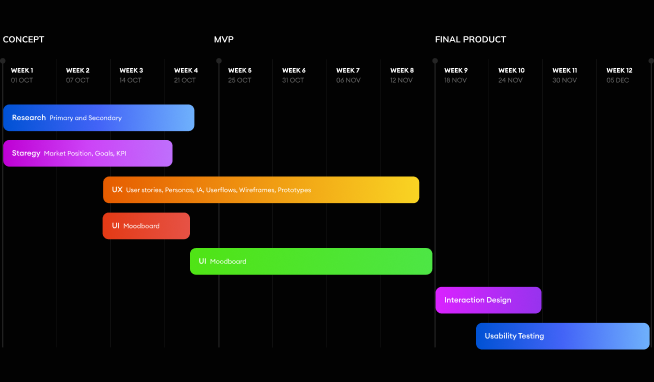 CONCEPT MVP FINAL PRODUCT
WEEK 1 WEEK 2 WEEK 3 WEEK 4 WEEK 5 WEEK 6 WEEK 7 WEEK 8 WEEK 9 WEEK 10 WEEK 11 WEEK 12
01 OCT 07 OCT 14 OCT 21 OCT 25 OCT 31 OCT 06 NOV 12 NOV 18 NOV 24 NOV 30 NOV 05 DEC
Research Primary and Secondary
Staregy Market Position, Goals, KPI
UX User stories, Personas, IA, Userflows, Wireframes, Prototypes
UI Moodboard
UI Moodboard
Interaction Design
Usability Testing